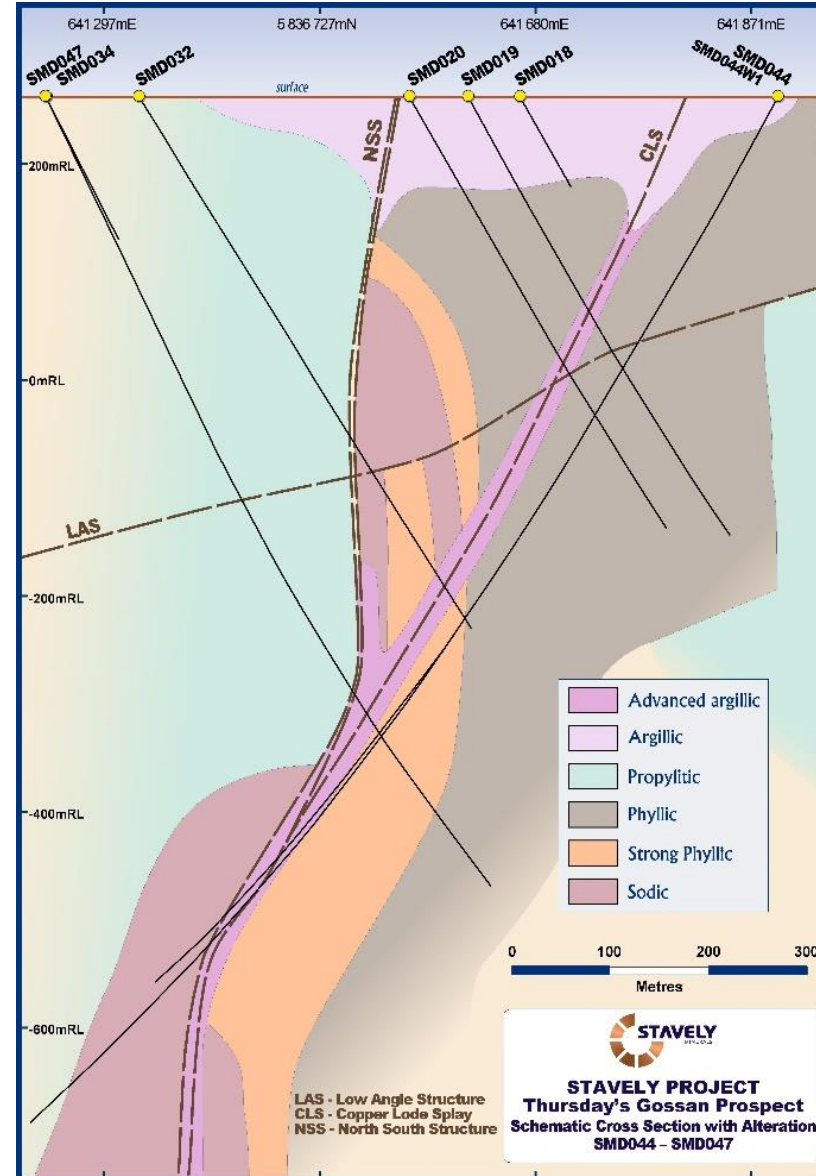 641 297mE
5 836 727mN
641 680mE
641 871mE
SMD047
SMD034
SMD032
SMD020
SMD019
SMD018
SMD044W1
SMD044
surface
NSS
CLS
200mRL
0mRL
LAS
-200mRL
-400mRL
-600mRL
Advanced argillic
Argillic
Propylitic
Phyllic
Strong Phyllic
Sodic
0 100 200 300
Metres
STAVELY
MINERALS
STAVELY PROJECT
Thursday's Gossan Prospect
Schematic Cross Section with Alteration
SMD044 – SMD047
LAS - Low Angle Structure
CLS - Copper Lode Splay
NSS - North South Structure